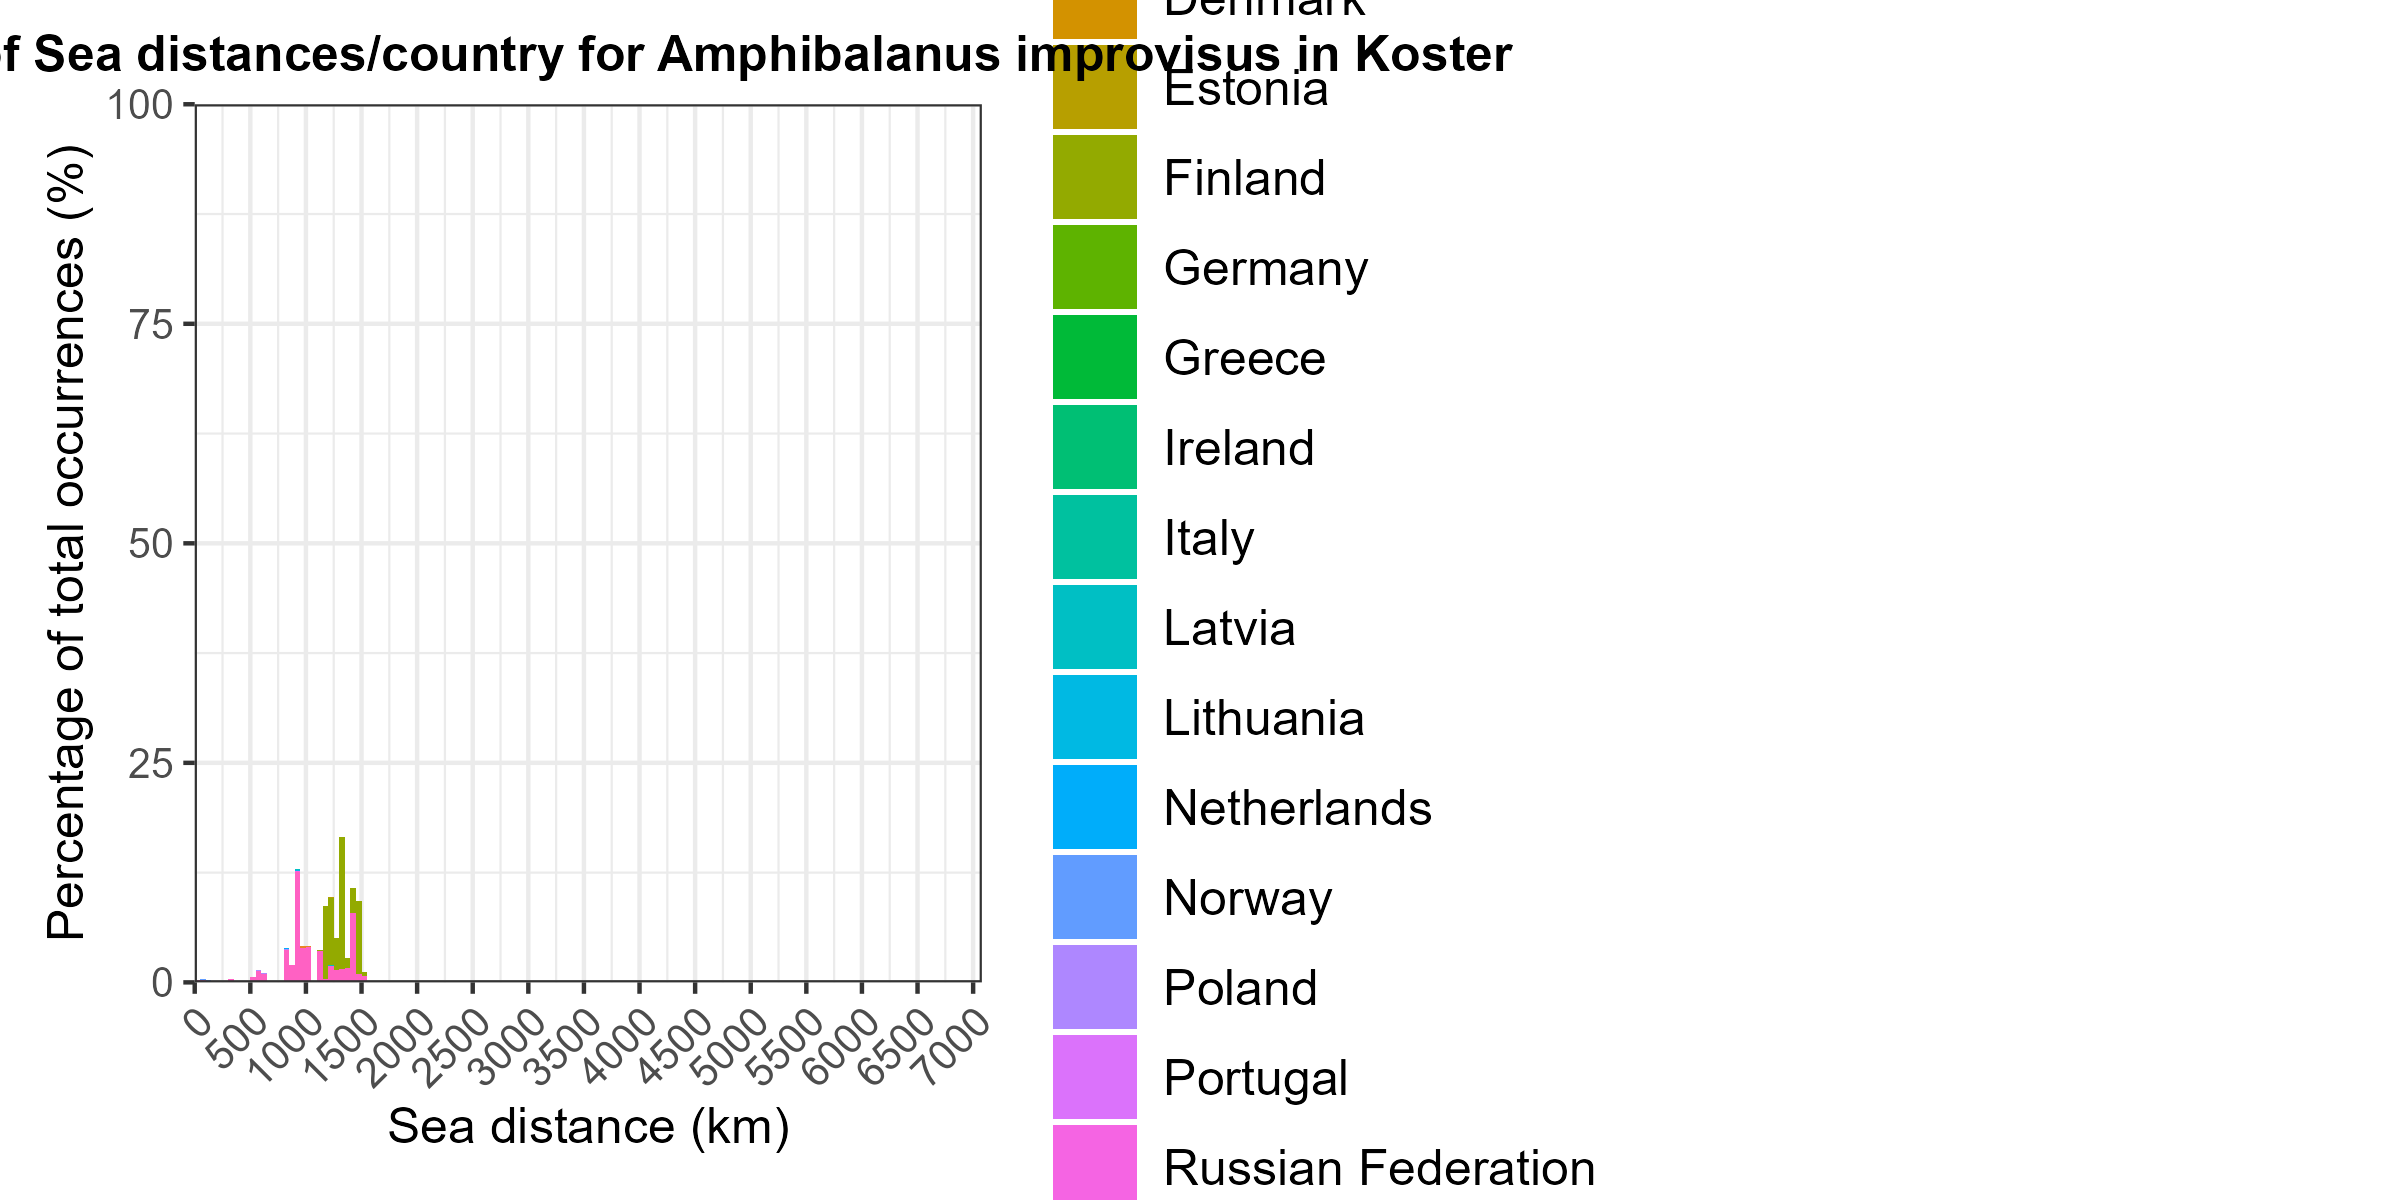 Denmark
of Sea distances/country for Amphibalanus improvisus in Koster
Estonia
Finland
Germany
Greece
Ireland
Italy
Latvia
Lithuania
Netherlands
Norway
Poland
Portugal
Russian Federation
Percentage of total occurrences (%)
100
75
50
25
0
0
500
1000
1500
2000
2500
3000
3500
4000
4500
5000
5500
6000
6500
7000
Sea distance (km)